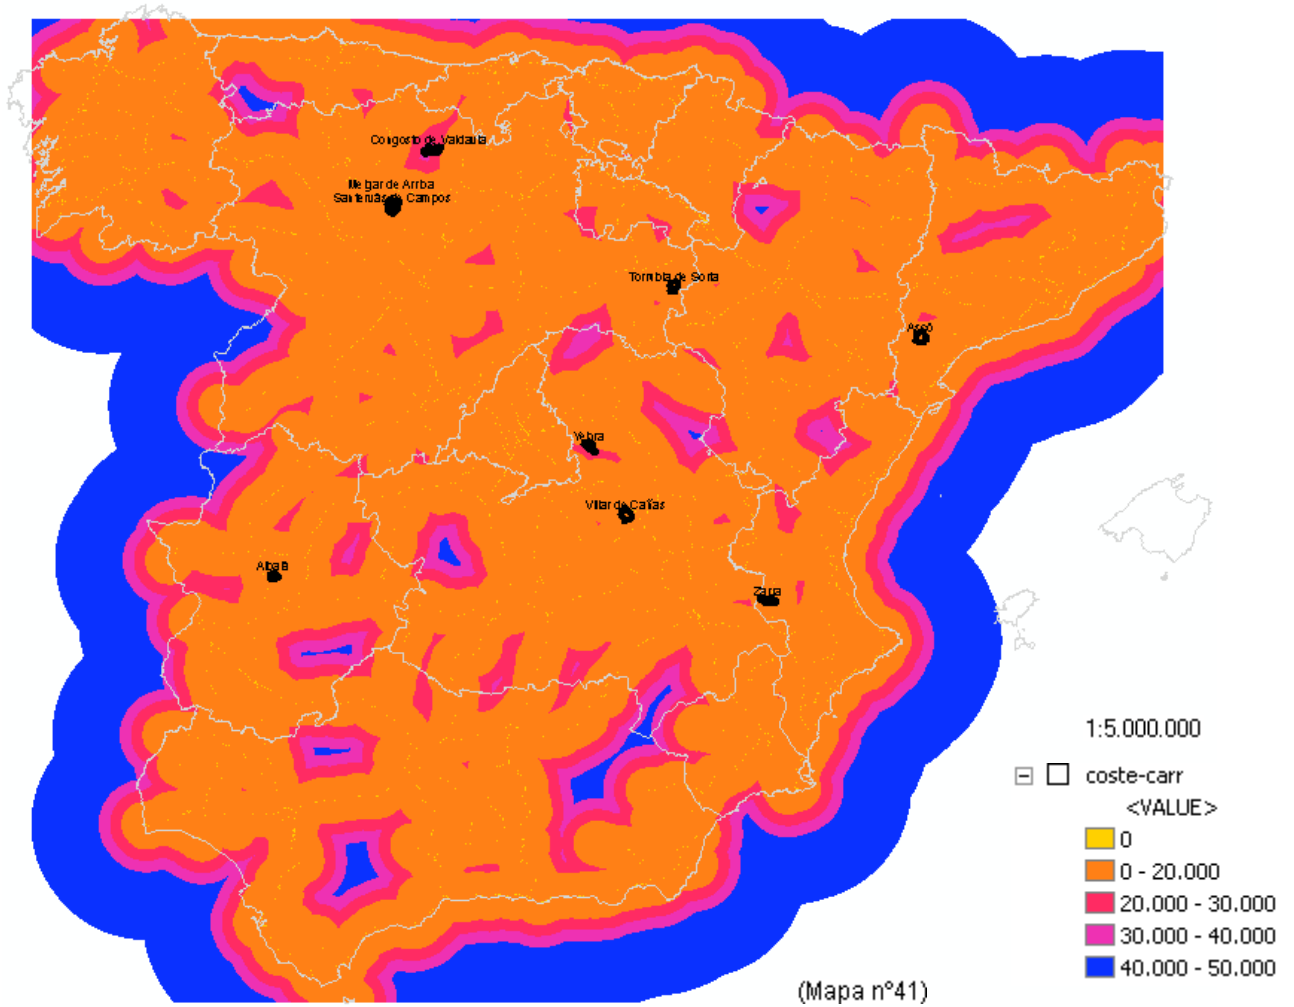 Congosto de Valdavia
Melgar de Arriba
Santervás de Campos
Torrubia de Soria
Ascó
Yebra
Villar de Cañas
Albalá
Zarra
1:5.000.000
coste-carr
<VALUE>
0
0 - 20.000
20.000 - 30.000
30.000 - 40.000
40.000 - 50.000
(Mapa nº41)